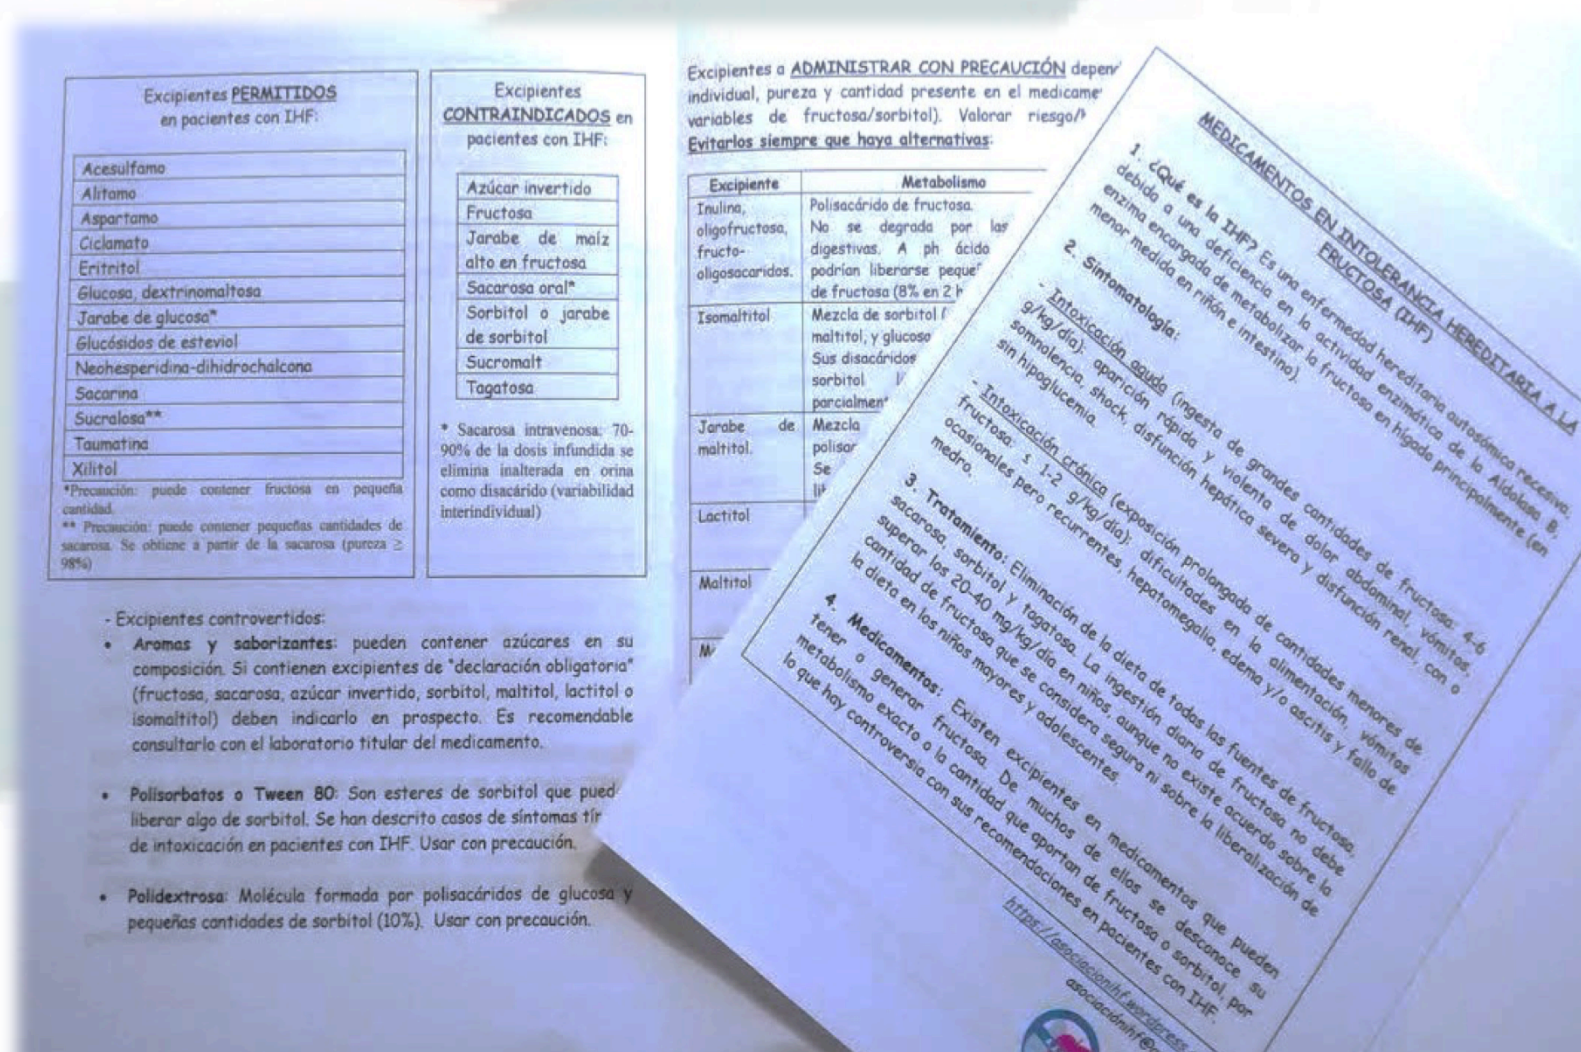 Excipientes PERMITIDOS
en pacientes con IHF:
Acesulfamo
Alitamo
Aspartamo
Ciclamato
Eritritol
Glucosa, dextrinomaltosa
Jarabe de glucosa*
Glucósidos de esteviol
Neohesperidina-dihidrochalcona
Sacarina
Sucralosa**
Taumatina
Xilitol
*Precaución: puede contener fructosa en pequeña
cantidad.
** Precaución: puede contener pequeñas cantidades de
sacarosa. Se obtiene a partir de la sacarosa (pureza ≥
98%)
Excipientes
CONTRAINDICADOS en
pacientes con IHF:
Azúcar invertido
Fructosa
Jarabe de maíz
alto en fructosa
Sacarosa oral*
Sorbitol o jarabe
de sorbitol
Sucromalt
Tagatosa
* Sacarosa intravenosa: 70-
90% de la dosis infundida se
elimina inalterada en orina
como disacárido (variabilidad
interindividual)
- Excipientes controvertidos:
• Aromas y saborizantes: pueden contener azúcares en su
composición. Si contienen excipientes de "declaración obligatoria"
(fructosa, sacarosa, azúcar invertido, sorbitol, maltitol, lactitol o
isomaltitol) deben indicarlo en prospecto. Es recomendable
consultarlo con el laboratorio titular del medicamento.
• Polisorbatos o Tween 80: Son esteres de sorbitol que pued
liberar algo de sorbitol. Se han descrito casos de síntomas
de intoxicación en pacientes con IHF. Usar con precaución.
• Polidextrosa: Molécula formada por polisacáridos de glucosa y
pequeñas cantidades de sorbitol (10%). Usar con precaución.
Excipientes a ADMINISTRAR CON PRECAUCIÓN
individual, pureza y cantidad presente en el
variables de fructosa/sorbitol). Valorar
Evitarlos siempre que haya alternativas:
Excipiente Metabolismo
Inulina, Polisacárido de fructosa.
oligofructosa, No se degrada por las
fructo- digestivas. A ph ácido
oligosacaridos. podrían liberarse
de fructosa (8% en 2
Isomaltitol Mezcla de sorbitol
maltitol, y glucosa
Sus disacáridos
sorbitol
Jarabe de Mezcla
maltitol.
Se
Lactitol
Maltitol
MEDICAMENTOS EN INTOLERANCIA HEREDITARIA A LA
FRUCTOSA (IHF)
1. ¿Qué es la IHF? Es una enfermedad hereditaria autosómica recesiva,
debido a una deficiencia en la actividad enzimática de la Aldolasa B,
enzima encargada de metabolizar la fructosa en hígado principalmente (en
menor medida en riñón e intestino).
2. Sintomatología:
- Intoxicación aguda (ingesta de grandes cantidades de fructosa: 4-6
g/kg/día): aparición rápida y violenta de dolor abdominal, vómitos,
somnolencia, shock, disfunción hepática severa y disfunción renal, con o
sin hipoglucemia.
- Intoxicación crónica (exposición prolongada de cantidades menores de
fructosa: ≤ 1-2 g/kg/día): dificultades en la alimentación, vómitos
ocasionales pero recurrentes, hepatomegalia, edema y/o ascitis y fallo de
medro.
3. Tratamiento: Eliminación de la dieta de todas las fuentes de fructosa,
sacarosa, sorbitol y tagatosa. La ingestión diaria de fructosa no debe
superar los 20-40 mg/kg/día en niños, aunque no existe acuerdo sobre la
cantidad de fructosa que se considera segura ni sobre la liberalización de
la dieta en los niños mayores y adolescentes.
4. Medicamentos: Existen excipientes en medicamentos que pueden
tener o generar fructosa. De muchos de ellos se desconoce su
metabolismo exacto o la cantidad que aportan de fructosa o sorbitol, por
lo que hay controversia con sus recomendaciones en pacientes con IHF.
https://asociacionihf.wordpress